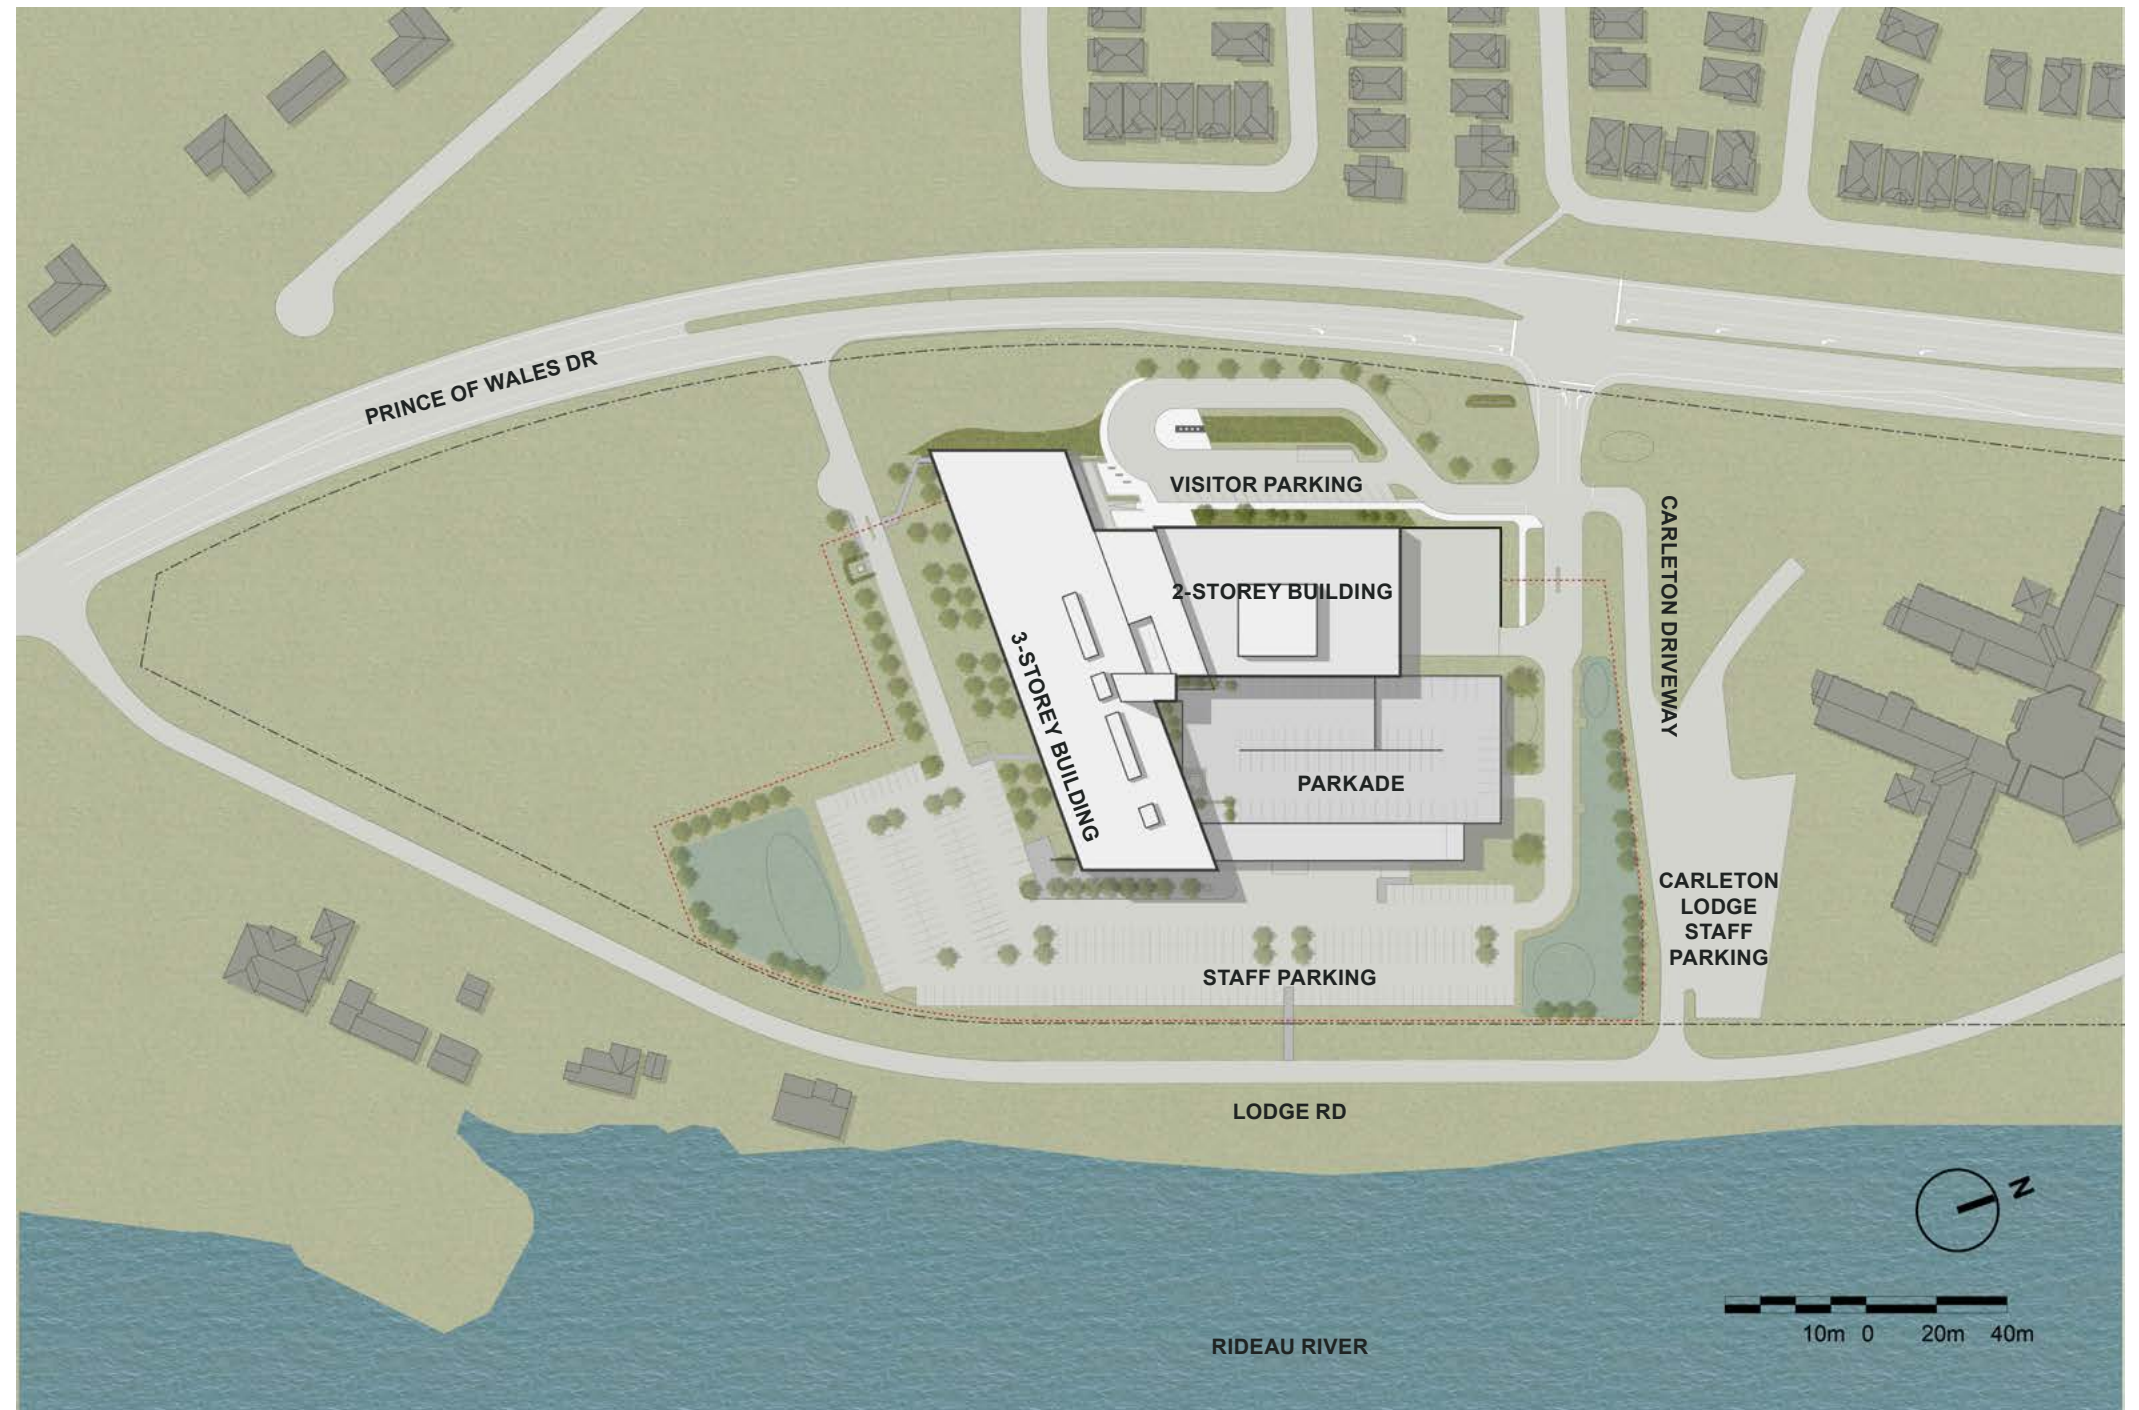 PRINCE OF WALES DR
VISITOR PARKING
CARLETON DRIVEWAY
2-STOREY BUILDING
3-STOREY BUILDING
PARKADE
CARLETON
LODGE
STAFF
PARKING
STAFF PARKING
LODGE RD
N
10m 0 20m 40m
RIDEAU RIVER